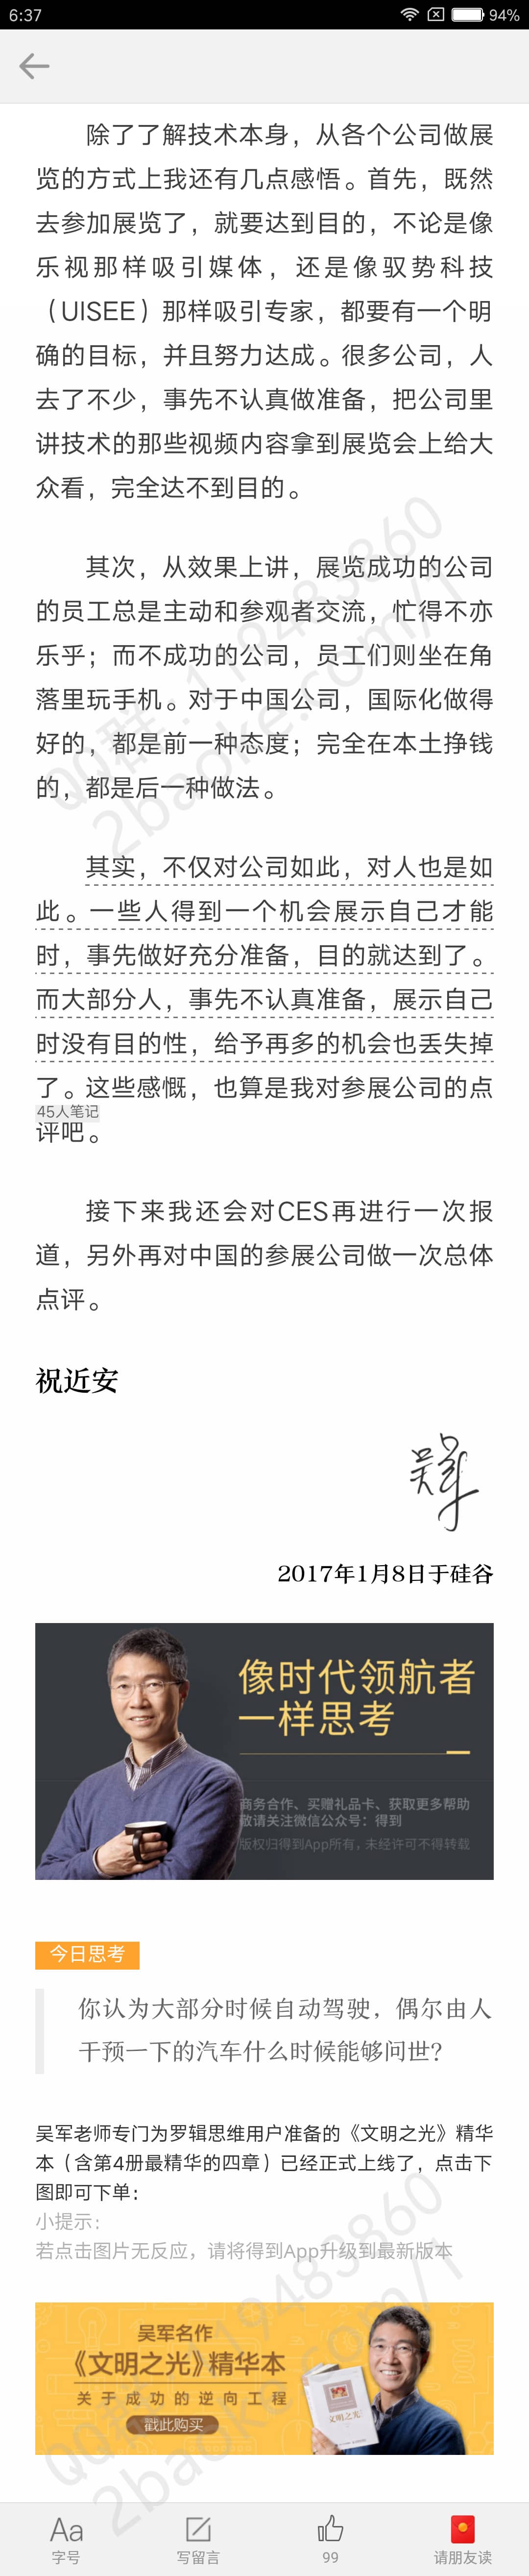 6:37
94%
除了了解技术本身，从各个公司做展
览的方式上我还有几点感悟。首先，既然
去参加展览了，就要达到目的，不论是像
乐视那样吸引媒体，还是像驭势科技
（UISEE）那样吸引专家，都要有一个明
确的目标，并且努力达成。很多公司，人
去了不少，事先不认真做准备，把公司里
讲技术的那些视频内容拿到展览会上给大
众看，完全达不到目的。
其次，从效果上讲，展览成功的公司
的员工总是主动和参观者交流，忙得不亦
乐乎；而不成功的公司，员工们则坐在角
落里玩手机。对于中国公司，国际化做得
好的，都是前一种态度；完全在本土挣钱
的，都是后一种做法。
其实，不仅对公司如此，对人也是如
此。一些人得到一个机会展示自己才能
时，事先做好充分准备，目的就达到了。
而大部分人，事先不认真准备，展示自己
时没有目的性，给予再多的机会也丢失掉
了。这些感慨，也算是我对参展公司的点
45人笔记
评吧。
接下来我还会对CES再进行一次报
道，另外再对中国的参展公司做一次总体
点评。
祝近安
吴军
2017年1月8日于硅谷
像时代领航者
一样思考
商务合作、买赠礼品卡、获取更多帮助
敬请关注微信公众号：得到
版权归得到App所有，未经许可不得转载
今日思考
你认为大部分时候自动驾驶，偶尔由人
干预一下的汽车什么时候能够问世？
吴军老师专门为罗辑思维用户准备的《文明之光》精华
本（含第4册最精华的四章）已经正式上线了，点击下
图即可下单：
小提示：
若点击图片无反应，请将得到App升级到最新版本
吴军名作
《文明之光》精华本
关于成功的逆向工程
戳此购买
文明之光
Aa
字号
写留言
99
请朋友读
QQ群:119483860
2baoke.com/1
QQ群:119483860
2baoke.com/1